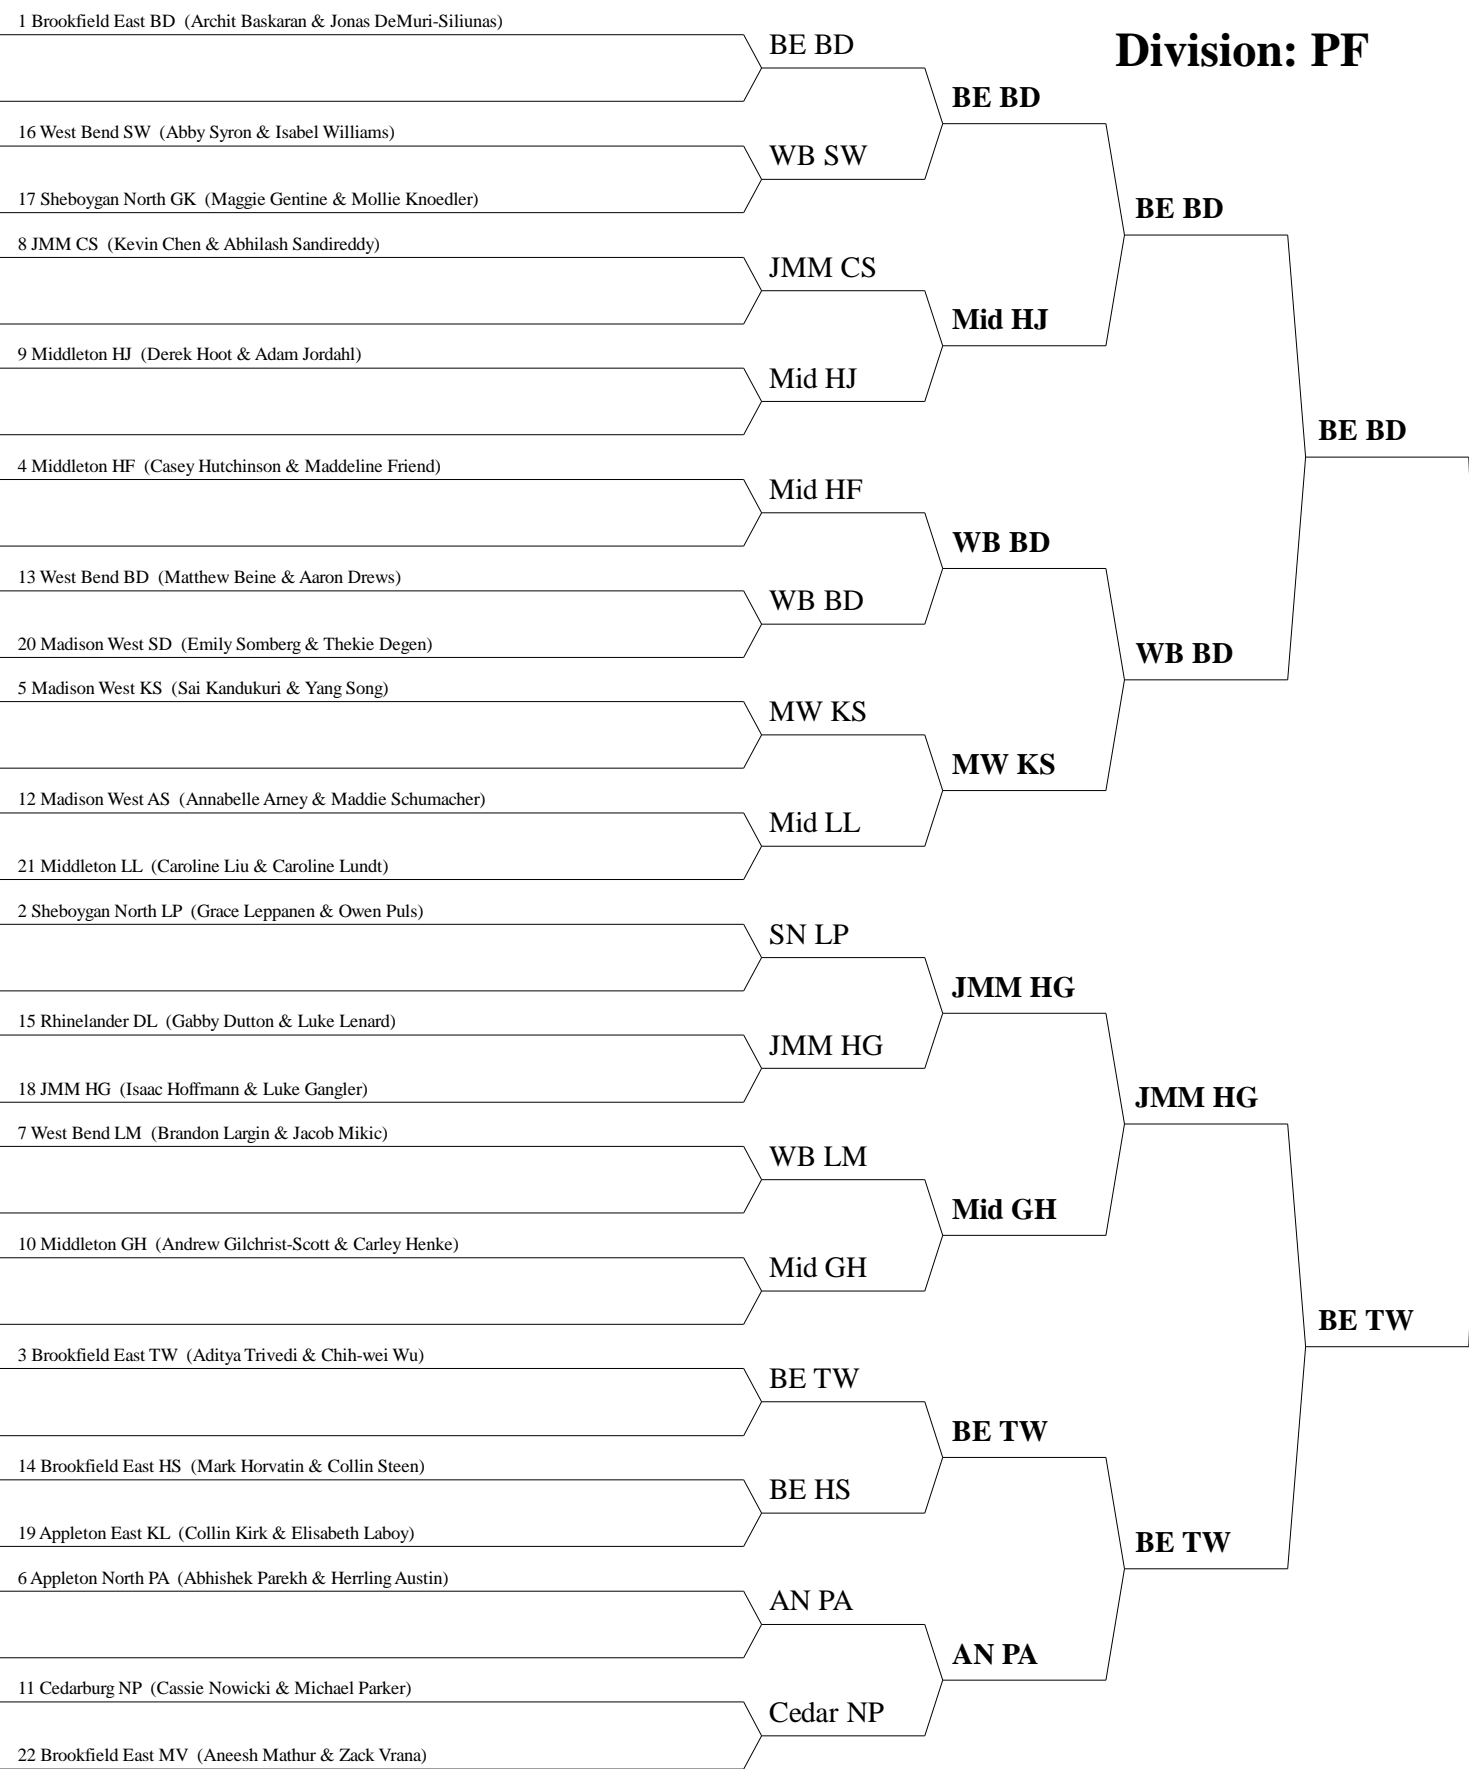 1 Brookfield East BD (Archit Baskaran & Jonas DeMuri-Siliunas)
BE BD
Division: PF
BE BD
16 West Bend SW (Abby Syron & Isabel Williams)
WB SW
17 Sheboygan North GK (Maggie Gentine & Mollie Knoedler)
BE BD
8 JMM CS (Kevin Chen & Abhilash Sandireddy)
JMM CS
Mid HJ
9 Middleton HJ (Derek Hoot & Adam Jordahl)
Mid HJ
BE BD
4 Middleton HF (Casey Hutchinson & Maddeline Friend)
Mid HF
WB BD
13 West Bend BD (Matthew Beine & Aaron Drews)
WB BD
20 Madison West SD (Emily Somberg & Thekie Degen)
WB BD
5 Madison West KS (Sai Kandukuri & Yang Song)
MW KS
MW KS
12 Madison West AS (Annabelle Arney & Maddie Schumacher)
Mid LL
21 Middleton LL (Caroline Liu & Caroline Lundt)
2 Sheboygan North LP (Grace Leppanen & Owen Puls)
SN LP
JMM HG
15 Rhinelander DL (Gabby Dutton & Luke Lenard)
JMM HG
18 JMM HG (Isaac Hoffmann & Luke Gangler)
JMM HG
7 West Bend LM (Brandon Largin & Jacob Mikic)
WB LM
Mid GH
10 Middleton GH (Andrew Gilchrist-Scott & Carley Henke)
Mid GH
BE TW
3 Brookfield East TW (Aditya Trivedi & Chih-wei Wu)
BE TW
BE TW
14 Brookfield East HS (Mark Horvatin & Collin Steen)
BE HS
19 Appleton East KL (Collin Kirk & Elisabeth Laboy)
BE TW
6 Appleton North PA (Abhishek Parekh & Herrling Austin)
AN PA
AN PA
11 Cedarburg NP (Cassie Nowicki & Michael Parker)
Cedar NP
22 Brookfield East MV (Aneesh Mathur & Zack Vrana)